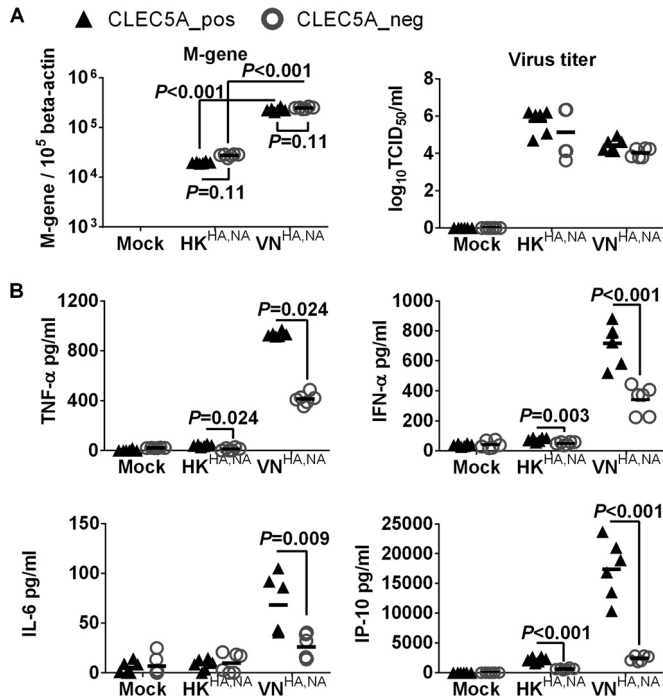 A ▲ CLEC5A_pos ○ CLEC5A_neg
M-gene
M-gene / 10^5 beta-actin
10^6
10^5
10^4
10^3
P<0.001
P<0.001
P=0.11
P=0.11
Mock HK^HA,NA VN^HA,NA
Virus titer
log10TCID50/ml
8
6
4
2
0
Mock HK^HA,NA VN^HA,NA
B
TNF-α pg/ml
1200
800
400
0
P=0.024
P=0.024
Mock HK^HA,NA VN^HA,NA
IFN-α pg/ml
1000
800
600
400
200
0
P<0.001
P=0.003
Mock HK^HA,NA VN^HA,NA
IL-6 pg/ml
150
100
50
0
P=0.009
Mock HK^HA,NA VN^HA,NA
IP-10 pg/ml
25000
20000
15000
10000
5000
0
P<0.001
P<0.001
Mock HK^HA,NA VN^HA,NA